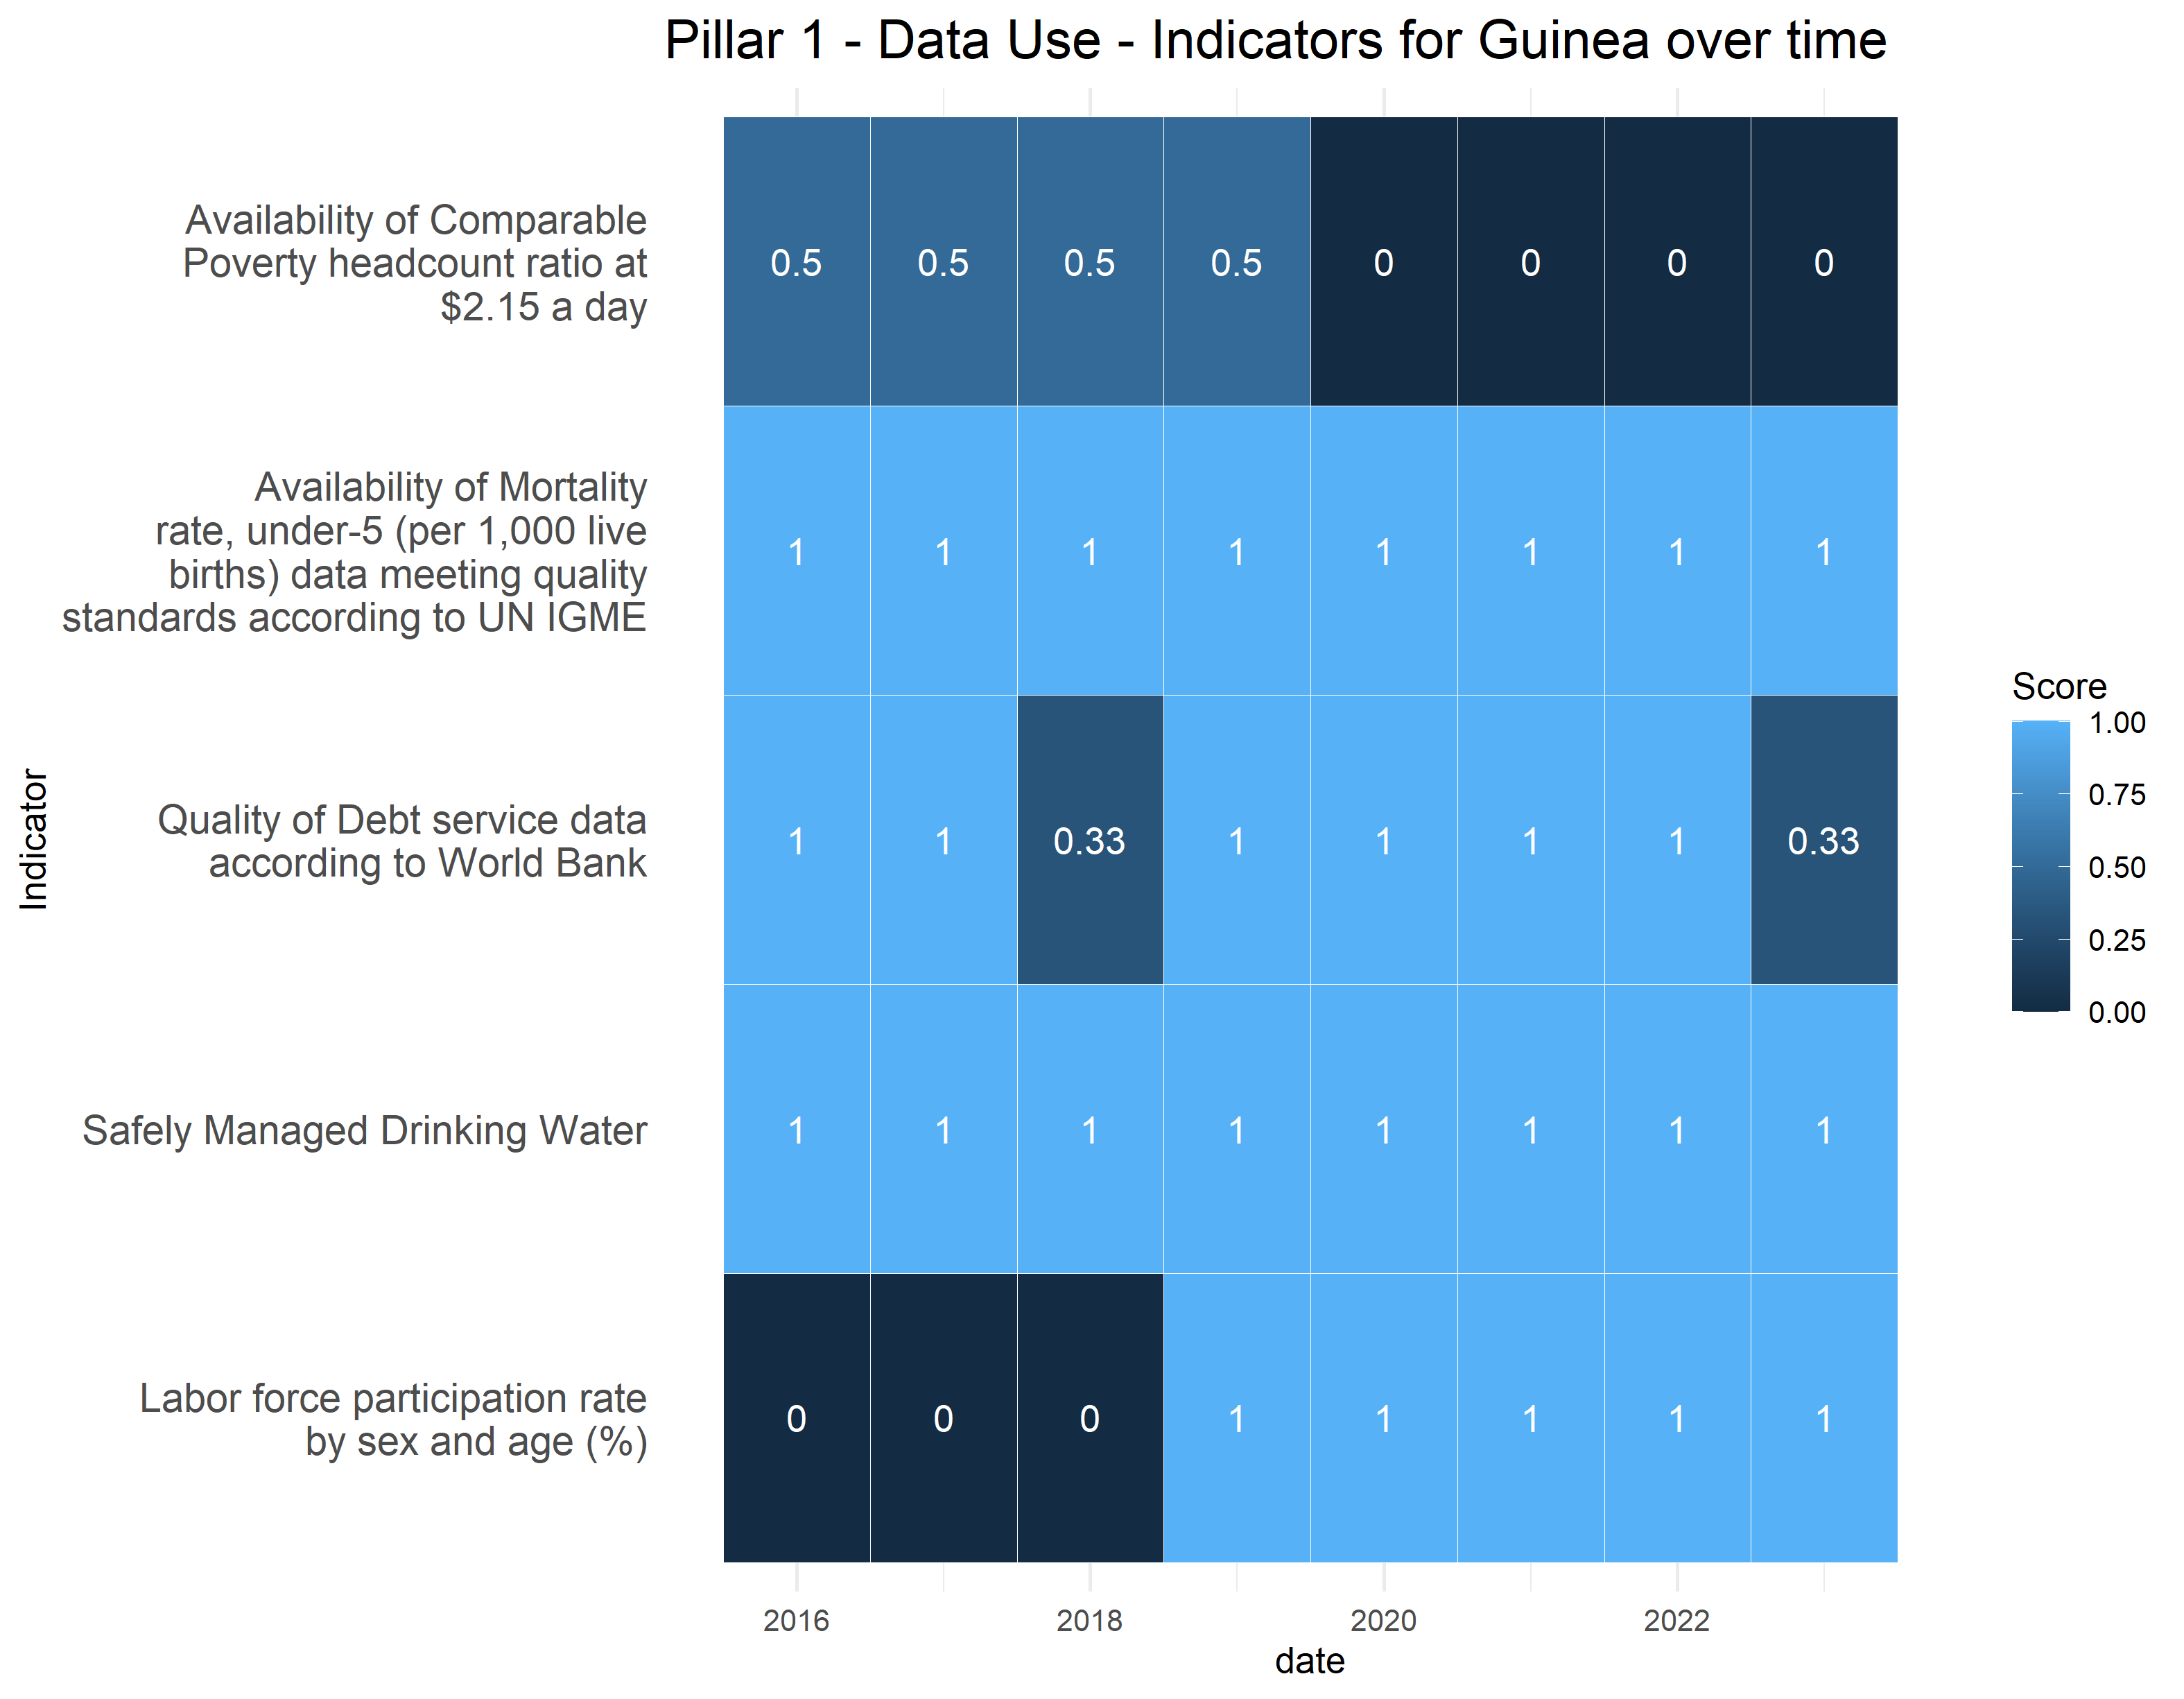 Pillar 1 - Data Use - Indicators for Guinea over time
Availability of Comparable
Poverty headcount ratio at
$2.15 a day
0.5 0.5 0.5 0.5 0 0 0 0
Availability of Mortality
rate, under-5 (per 1,000 live
births) data meeting quality
standards according to UN IGME
1 1 1 1 1 1 1 1
Quality of Debt service data
according to World Bank
1 1 0.33 1 1 1 1 0.33
Safely Managed Drinking Water
1 1 1 1 1 1 1 1
Labor force participation rate
by sex and age (%)
0 0 0 1 1 1 1 1
Indicator
2016 2018 2020 2022
date
Score
1.00
0.75
0.50
0.25
0.00